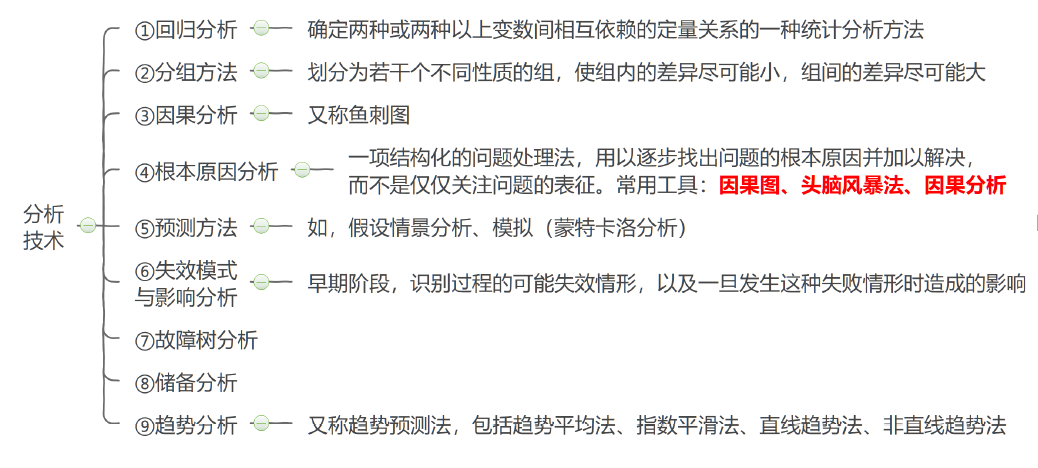 分析
技术
①回归分析
确定两种或两种以上变数间相互依赖的定量关系的一种统计分析方法
②分组方法
划分为若干个不同性质的组，使组内的差异尽可能小，组间的差异尽可能大
③因果分析
又称鱼刺图
④根本原因分析
一项结构化的问题处理法，用以逐步找出问题的根本原因并加以解决，
而不是仅仅关注问题的表征。常用工具：因果图、头脑风暴法、因果分析
⑤预测方法
如，假设情景分析、模拟（蒙特卡洛分析）
⑥失效模式
与影响分析
早期阶段，识别过程的可能失效情形，以及一旦发生这种失败情形时造成的影响
⑦故障树分析
⑧储备分析
⑨趋势分析
又称趋势预测法，包括趋势平均法、指数平滑法、直线趋势法、非直线趋势法